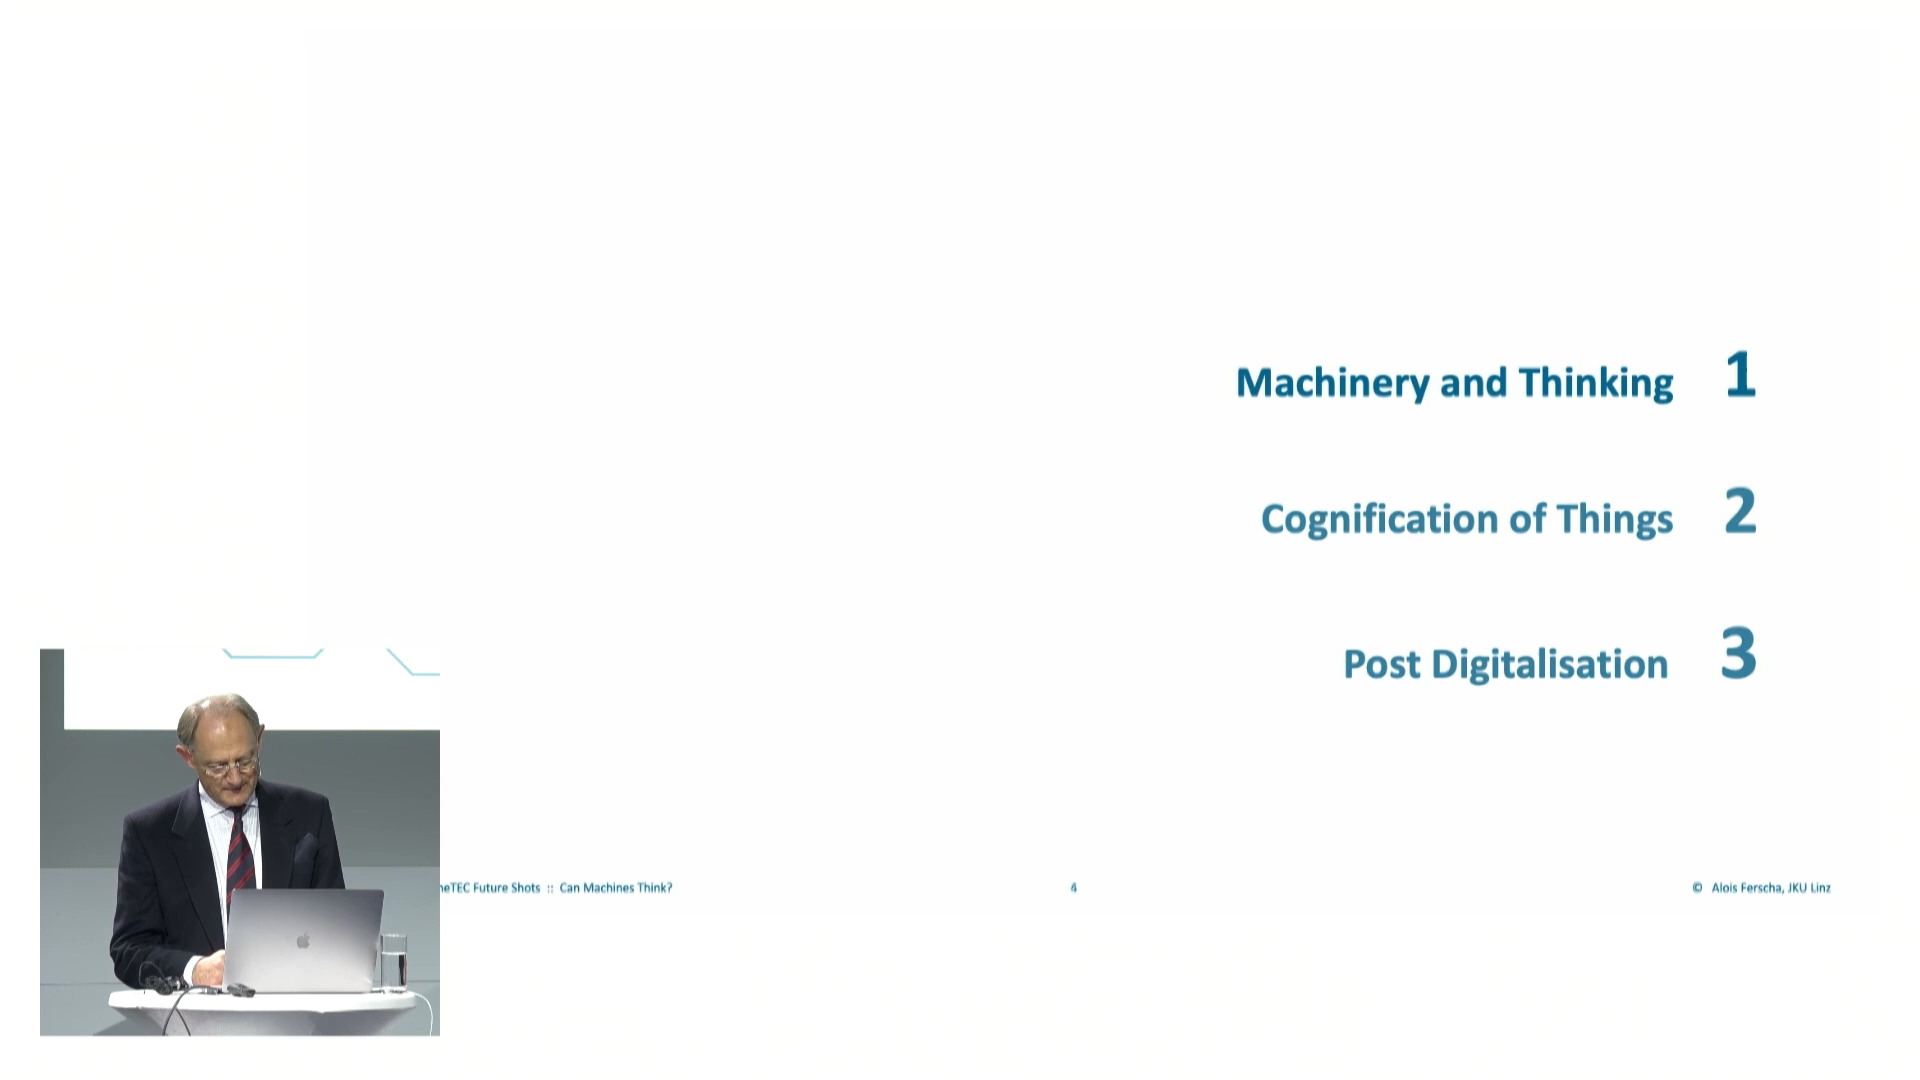 Machinery and Thinking 1
Cognification of Things 2
Post Digitalisation 3
Future Shots :: Can Machines Think?
4
© Alois Ferscha, JKU Linz